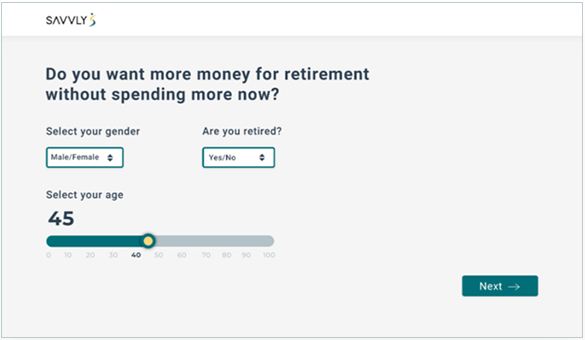 SAVVLY
Do you want more money for retirement
without spending more now?
Select your gender
Are you retired?
Male/Female
Yes/No
Select your age
45
0 10 20 30 40 50 60 70 80 90 100
Next →